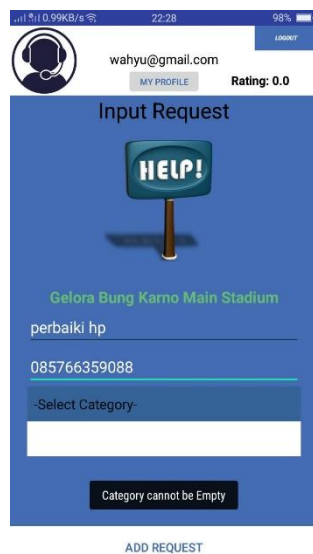 0.99KB/s 22:28 98%
LOGOUT
wahyu@gmail.com
MY PROFILE Rating: 0.0
Input Request
HELP!
Gelora Bung Karno Main Stadium
perbaiki hp
085766359088
-Select Category-
Category cannot be Empty
ADD REQUEST